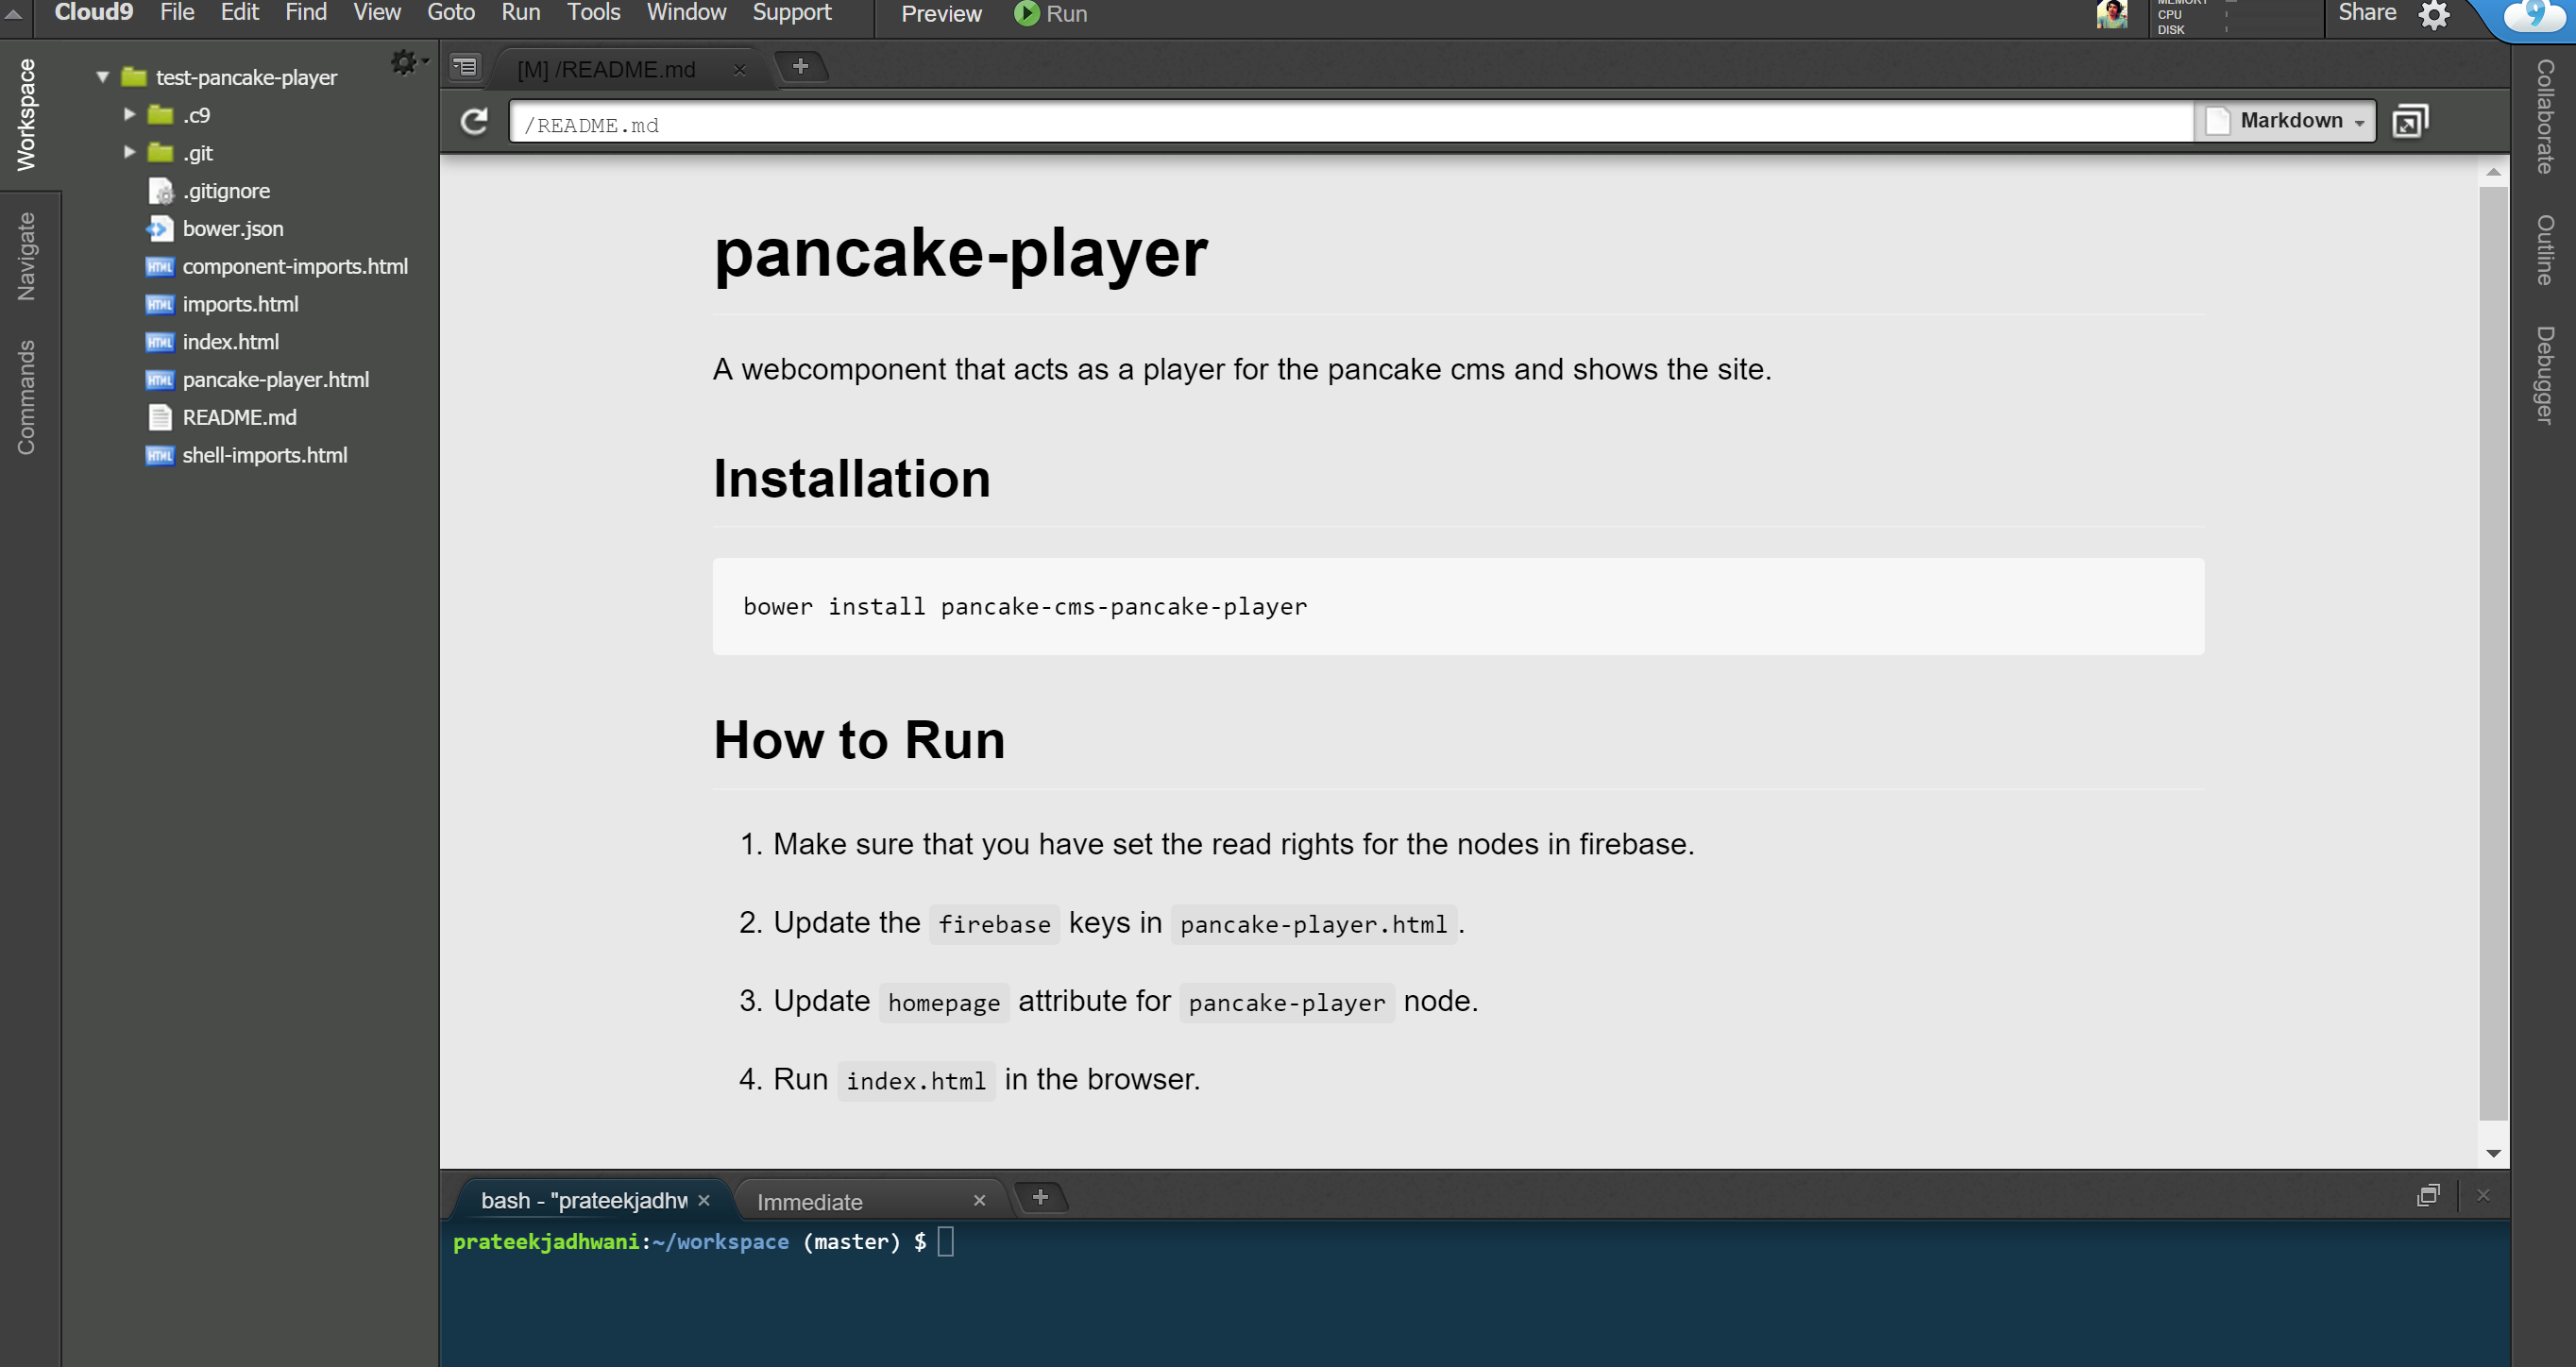 Cloud9 File Edit Find View Goto Run Tools Window Support Preview Run MEMORY CPU DISK Share
Workspace
Navigate
Commands
test-pancake-player
.c9
.git
.gitignore
bower.json
component-imports.html
imports.html
index.html
pancake-player.html
README.md
shell-imports.html
[M] /README.md
/README.md Markdown
pancake-player
A webcomponent that acts as a player for the pancake cms and shows the site.
Installation
bower install pancake-cms-pancake-player
How to Run
1. Make sure that you have set the read rights for the nodes in firebase.
2. Update the firebase keys in pancake-player.html.
3. Update homepage attribute for pancake-player node.
4. Run index.html in the browser.
bash - "prateekjadhw Immediate
prateekjadhwani:~/workspace (master) $
Collaborate
Outline
Debugger
9